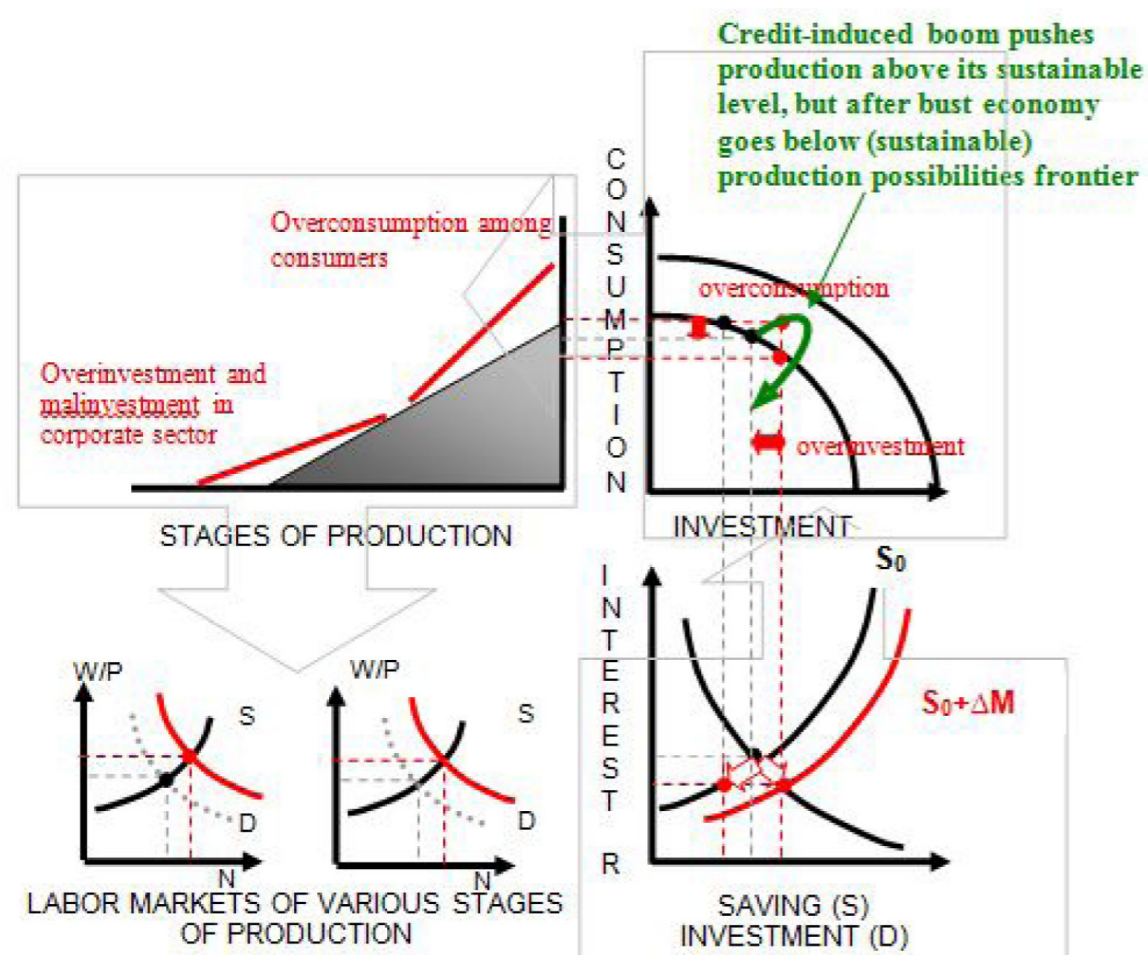 Credit-induced boom pushes
production above its sustainable
level, but after bust economy
goes below (sustainable)
production possibilities frontier
Overconsumption among
consumers
Overinvestment and
malinvestment in
corporate sector
STAGES OF PRODUCTION
CONSUMPTION
overconsumption
overinvestment
INVESTMENT
W/P
S
D
N
W/P
S
D
N
LABOR MARKETS OF VARIOUS STAGES
OF PRODUCTION
INTEREST R
S₀
S₀+ΔM
SAVING (S)
INVESTMENT (D)